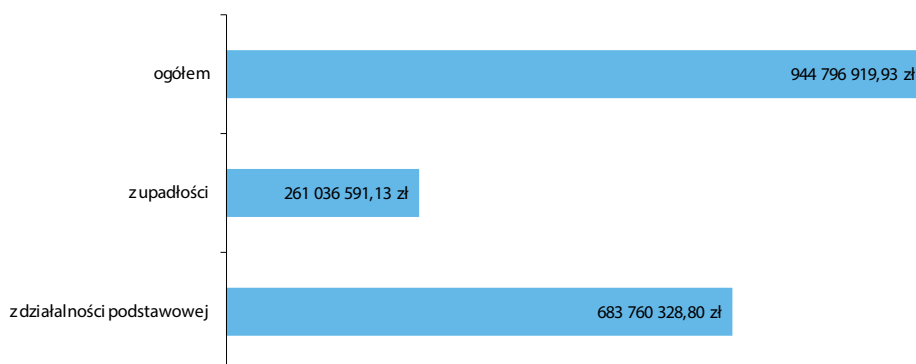 ogółem
944 796 919,93 zł
z upadłości
261 036 591,13 zł
z działalności podstawowej
683 760 328,80 zł